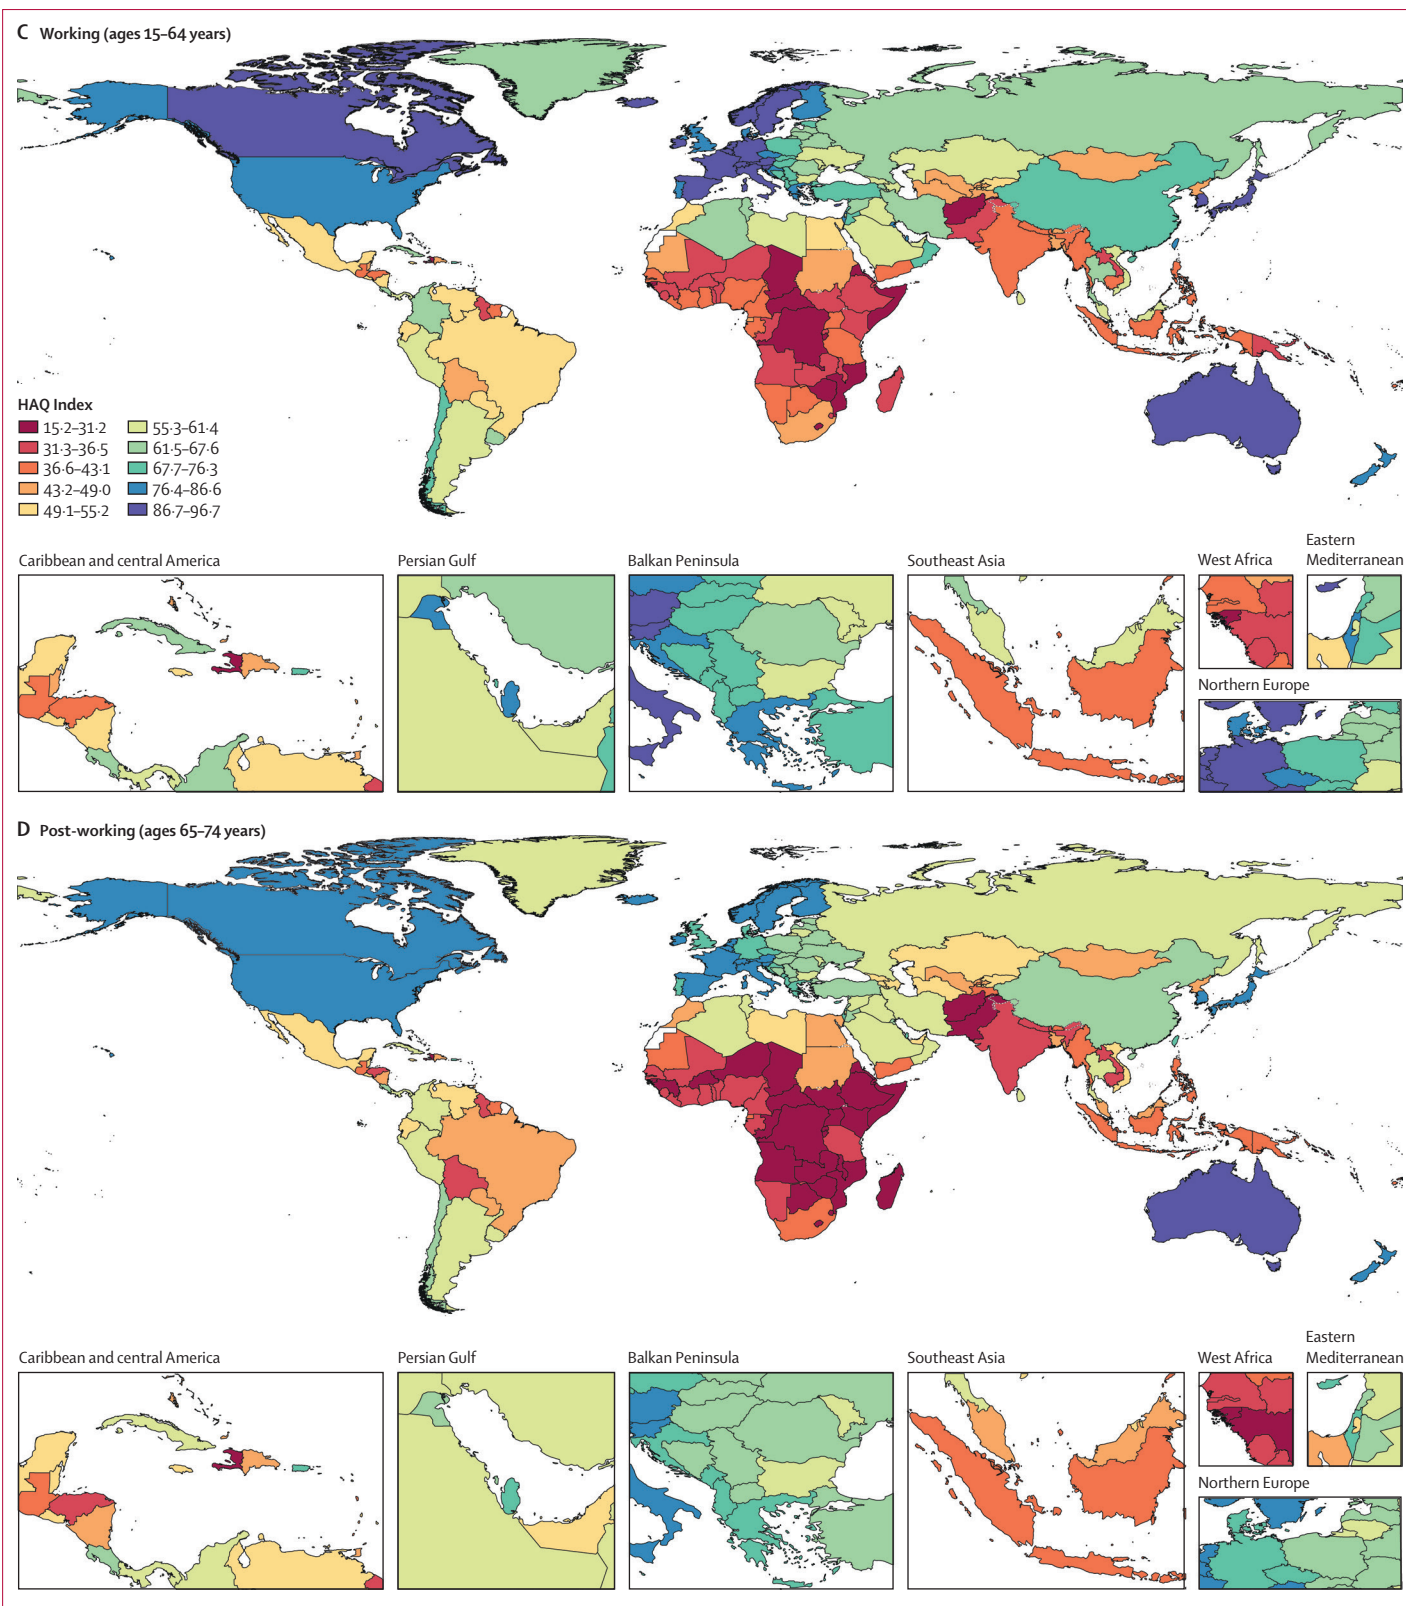 C Working (ages 15–64 years)
HAQ Index
15·2–31·2
31·3–36·5
36·6–43·1
43·2–49·0
49·1–55·2
55·3–61·4
61·5–67·6
67·7–76·3
76·4–86·6
86·7–96·7
Caribbean and central America
Persian Gulf
Balkan Peninsula
Southeast Asia
West Africa
Eastern
Mediterranean
Northern Europe
D Post-working (ages 65–74 years)
Caribbean and central America
Persian Gulf
Balkan Peninsula
Southeast Asia
West Africa
Eastern
Mediterranean
Northern Europe